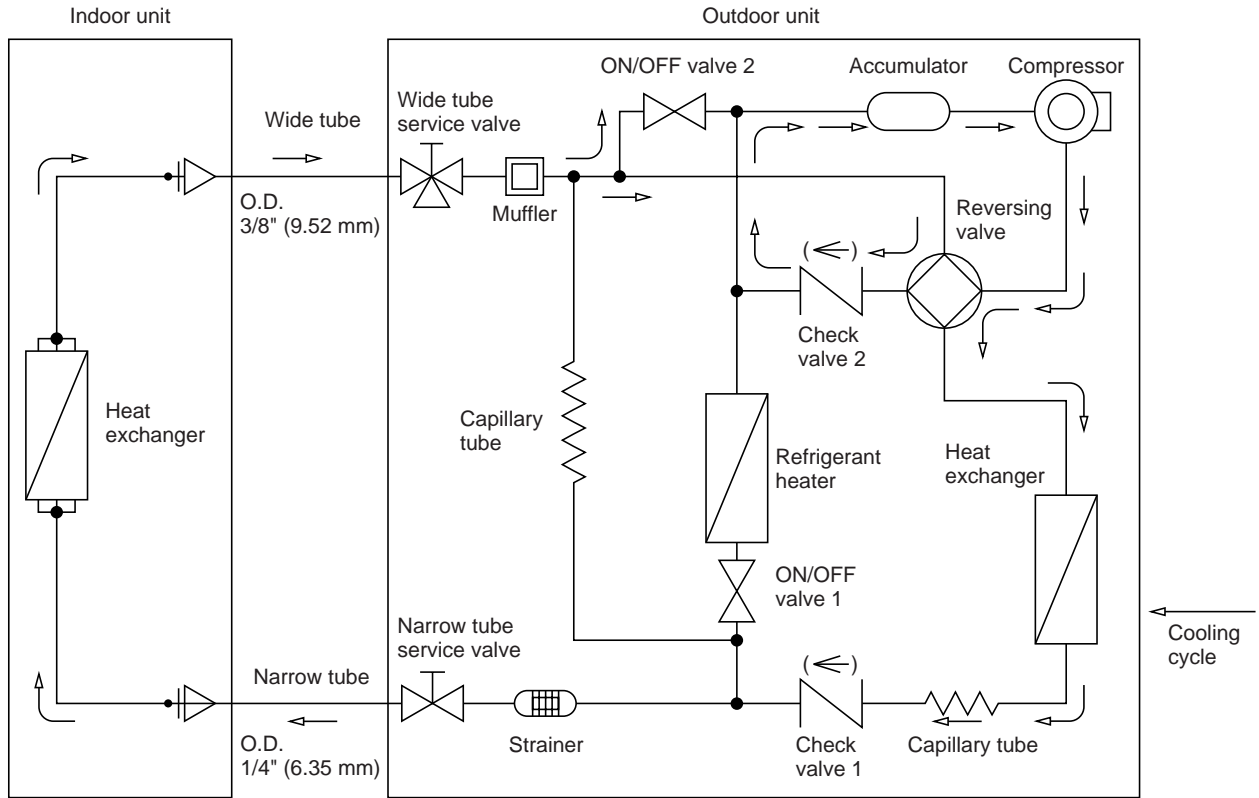 Indoor unit
Outdoor unit
ON/OFF valve 2
Accumulator
Compressor
Wide tube
service valve
Wide tube
O.D.
3/8" (9.52 mm)
Muffler
Reversing
valve
Check
valve 2
Heat
exchanger
Capillary
tube
Refrigerant
heater
Heat
exchanger
ON/OFF
valve 1
Narrow tube
service valve
Cooling
cycle
Narrow tube
O.D.
1/4" (6.35 mm)
Strainer
Check
valve 1
Capillary tube